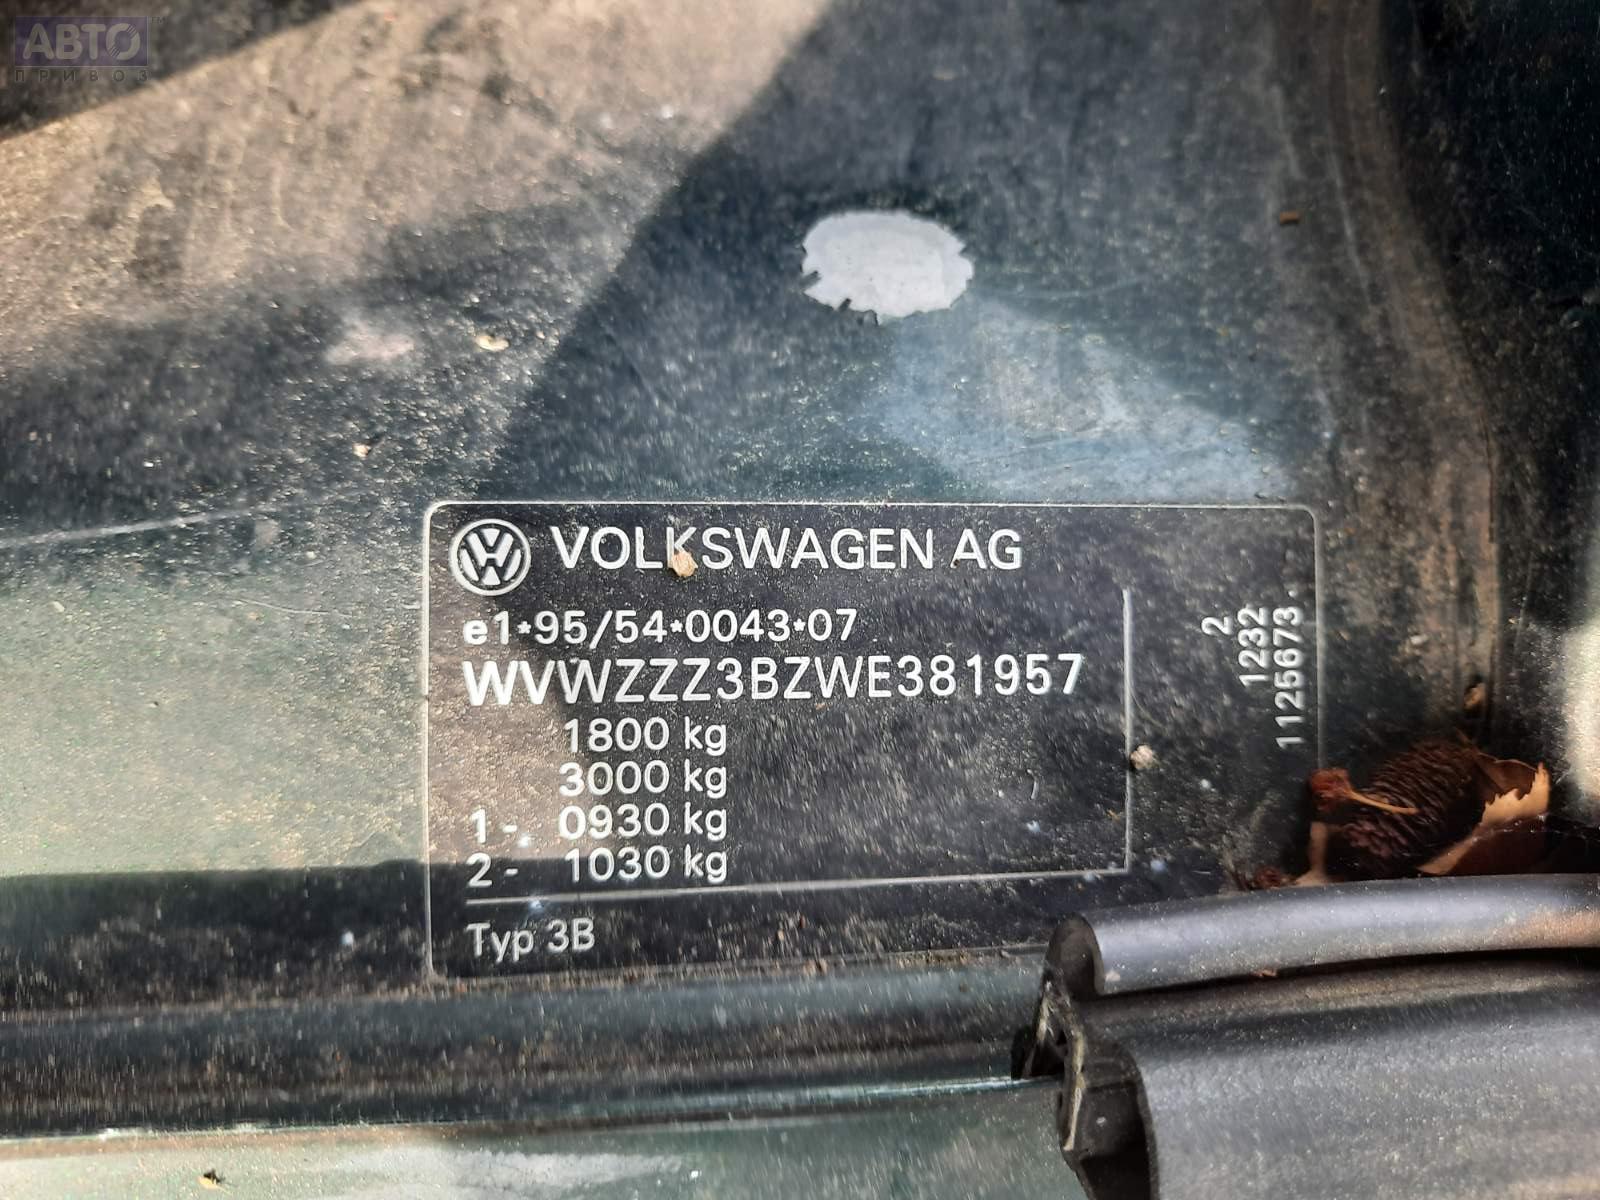 АВТО™
ПРИВОЗ
VOLKSWAGEN AG
e1*95/54*0043*07
WVWZZZ3BZWE381957
1800 kg
3000 kg
1- 0930 kg
2- 1030 kg
Typ 3B
2
1232
1125673